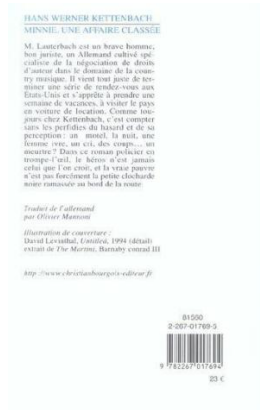 HANS WERNER KETTENBACH
MINNIE, UNE AFFAIRE CLASSÉE
M. Lauterbach est un brave homme,
bon juriste, un Allemand cultivé spé-
cialiste de la négociation de droits
d'auteur dans le domaine de la coun-
try musique. Il vient tout juste de ter-
miner une série de rendez-vous aux
États-Unis et s'apprête à prendre une
semaine de vacances, à visiter le pays
en voiture de location. Comme tou-
jours chez Kettenbach, c'est compter
sans les perfidies du hasard et de sa
perception : un motel, la nuit, une
femme ivre, un cri, des coups... un
meurtre ? Dans ce roman policier en
trompe-l'œil, le héros n'est jamais
celui que l'on croit, et la vraie pauvre
n'est pas forcément la petite clocharde
noire ramassée au bord de la route
Traduit de l'allemand
par Olivier Mannoni
Illustration de couverture :
David Levinthal, Untitled, 1994 (détail)
extrait de The Martini, Barnaby conrad III
http://www.christianbourgois-editeur.fr
81500
2-267-01769-5
9 782267 017694
23 €